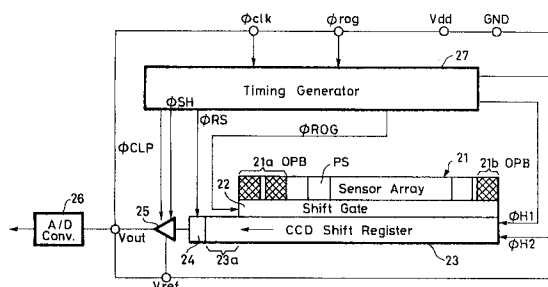 ϕclk ϕrog Vdd GND
27
Timing Generator
ϕSH
ϕRS
ϕROG
ϕCLP
21a OPB PS 21 21b OPB
Sensor Array
22
Shift Gate
26
25
A/D
Conv.
Vout
CCD Shift Register
ϕH1
ϕH2
24 23a 23
Vref